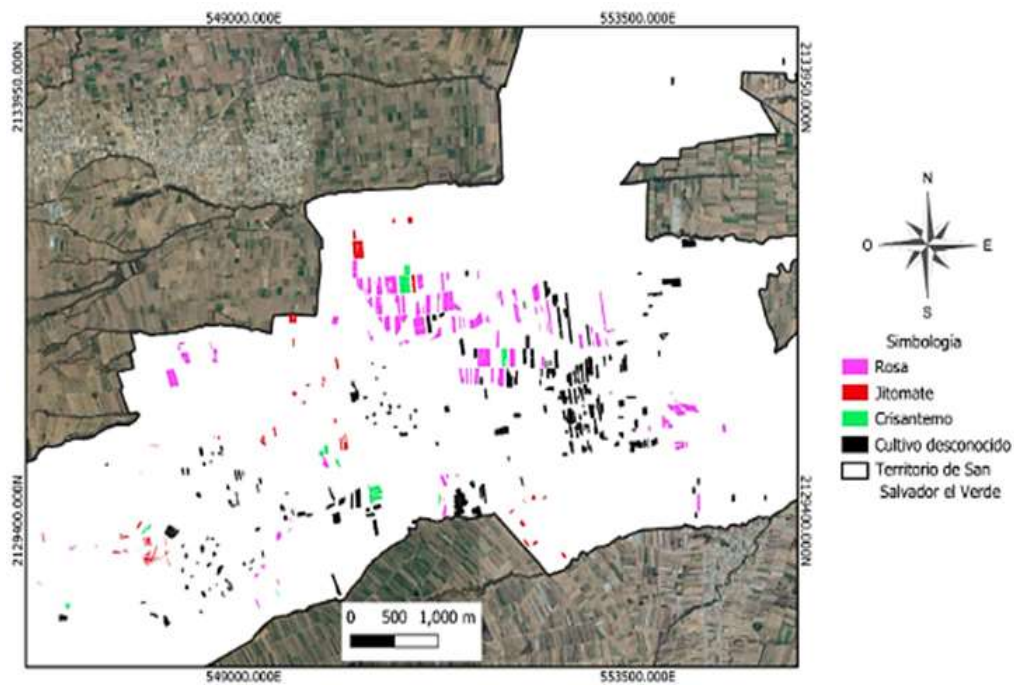 549000.000E
553500.000E
2133950.000N
2133950.000N
N
O
E
S
Simbología
Rosa
Jitomate
Crisantemo
Cultivo desconocido
Territorio de San
Salvador el Verde
2129400.000N
2129400.000N
0 500 1,000 m
549000.000E
553500.000E